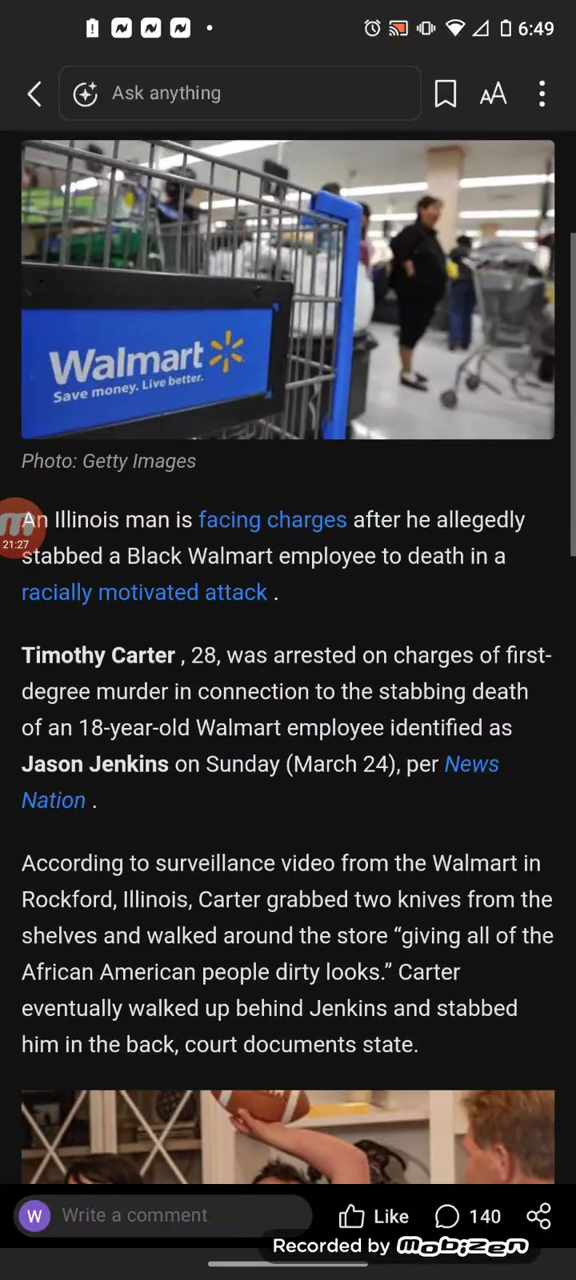 6:49
Ask anything
AA
Walmart
Save money. Live better.
Photo: Getty Images
21:27
An Illinois man is facing charges after he allegedly
stabbed a Black Walmart employee to death in a
racially motivated attack .
Timothy Carter , 28, was arrested on charges of first-
degree murder in connection to the stabbing death
of an 18-year-old Walmart employee identified as
Jason Jenkins on Sunday (March 24), per News
Nation .
According to surveillance video from the Walmart in
Rockford, Illinois, Carter grabbed two knives from the
shelves and walked around the store “giving all of the
African American people dirty looks.” Carter
eventually walked up behind Jenkins and stabbed
him in the back, court documents state.
W Write a comment Like 140
Recorded by mobizen